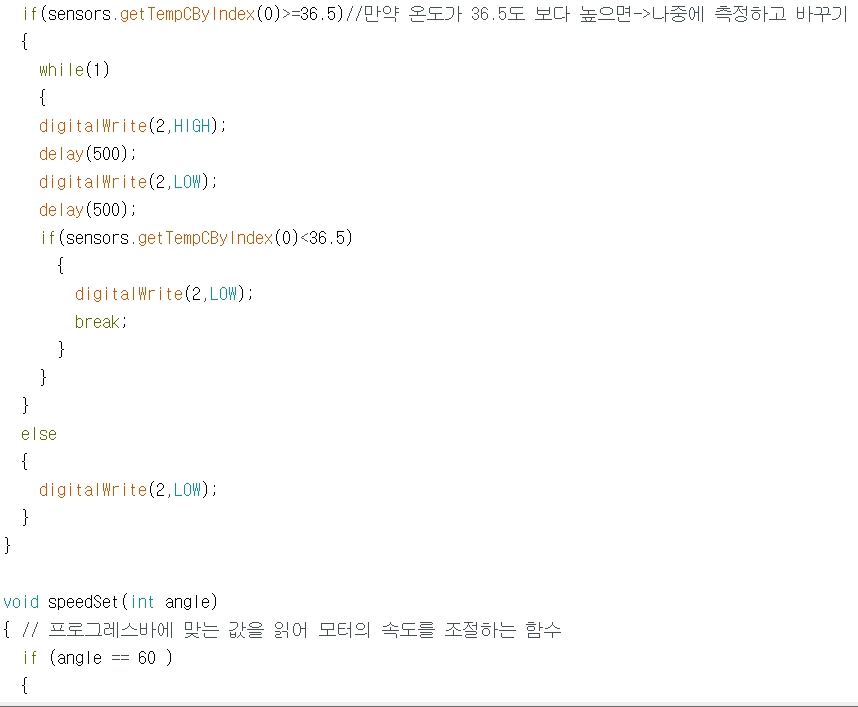 if(sensors.getTempCByIndex(0)>=36.5)//만약 온도가 36.5도 보다 높으면->나중에 측정하고 바꾸기
{
while(1)
{
digitalWrite(2,HIGH);
delay(500);
digitalWrite(2,LOW);
delay(500);
if(sensors.getTempCByIndex(0)<36.5)
{
digitalWrite(2,LOW);
break;
}
}
}
else
{
digitalWrite(2,LOW);
}
}
void speedSet(int angle)
{ // 프로그레스바에 맞는 값을 읽어 모터의 속도를 조절하는 함수
if (angle == 60 )
{